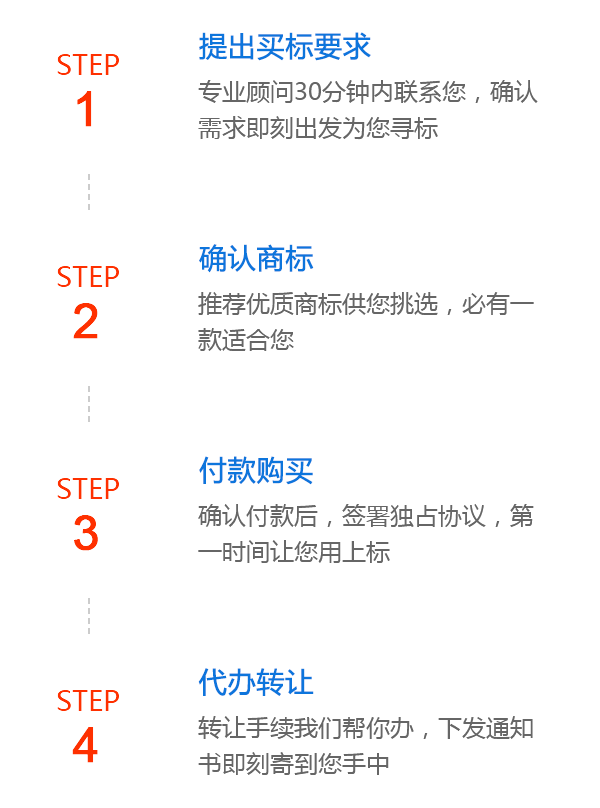 STEP
1
提出买标要求
专业顾问30分钟内联系您，确认
需求即刻出发为您寻标
STEP
2
确认商标
推荐优质商标供您挑选，必有一
款适合您
STEP
3
付款购买
确认付款后，签署独占协议，第
一时间让您用上标
STEP
4
代办转让
转让手续我们帮你办，下发通知
书即刻寄到您手中